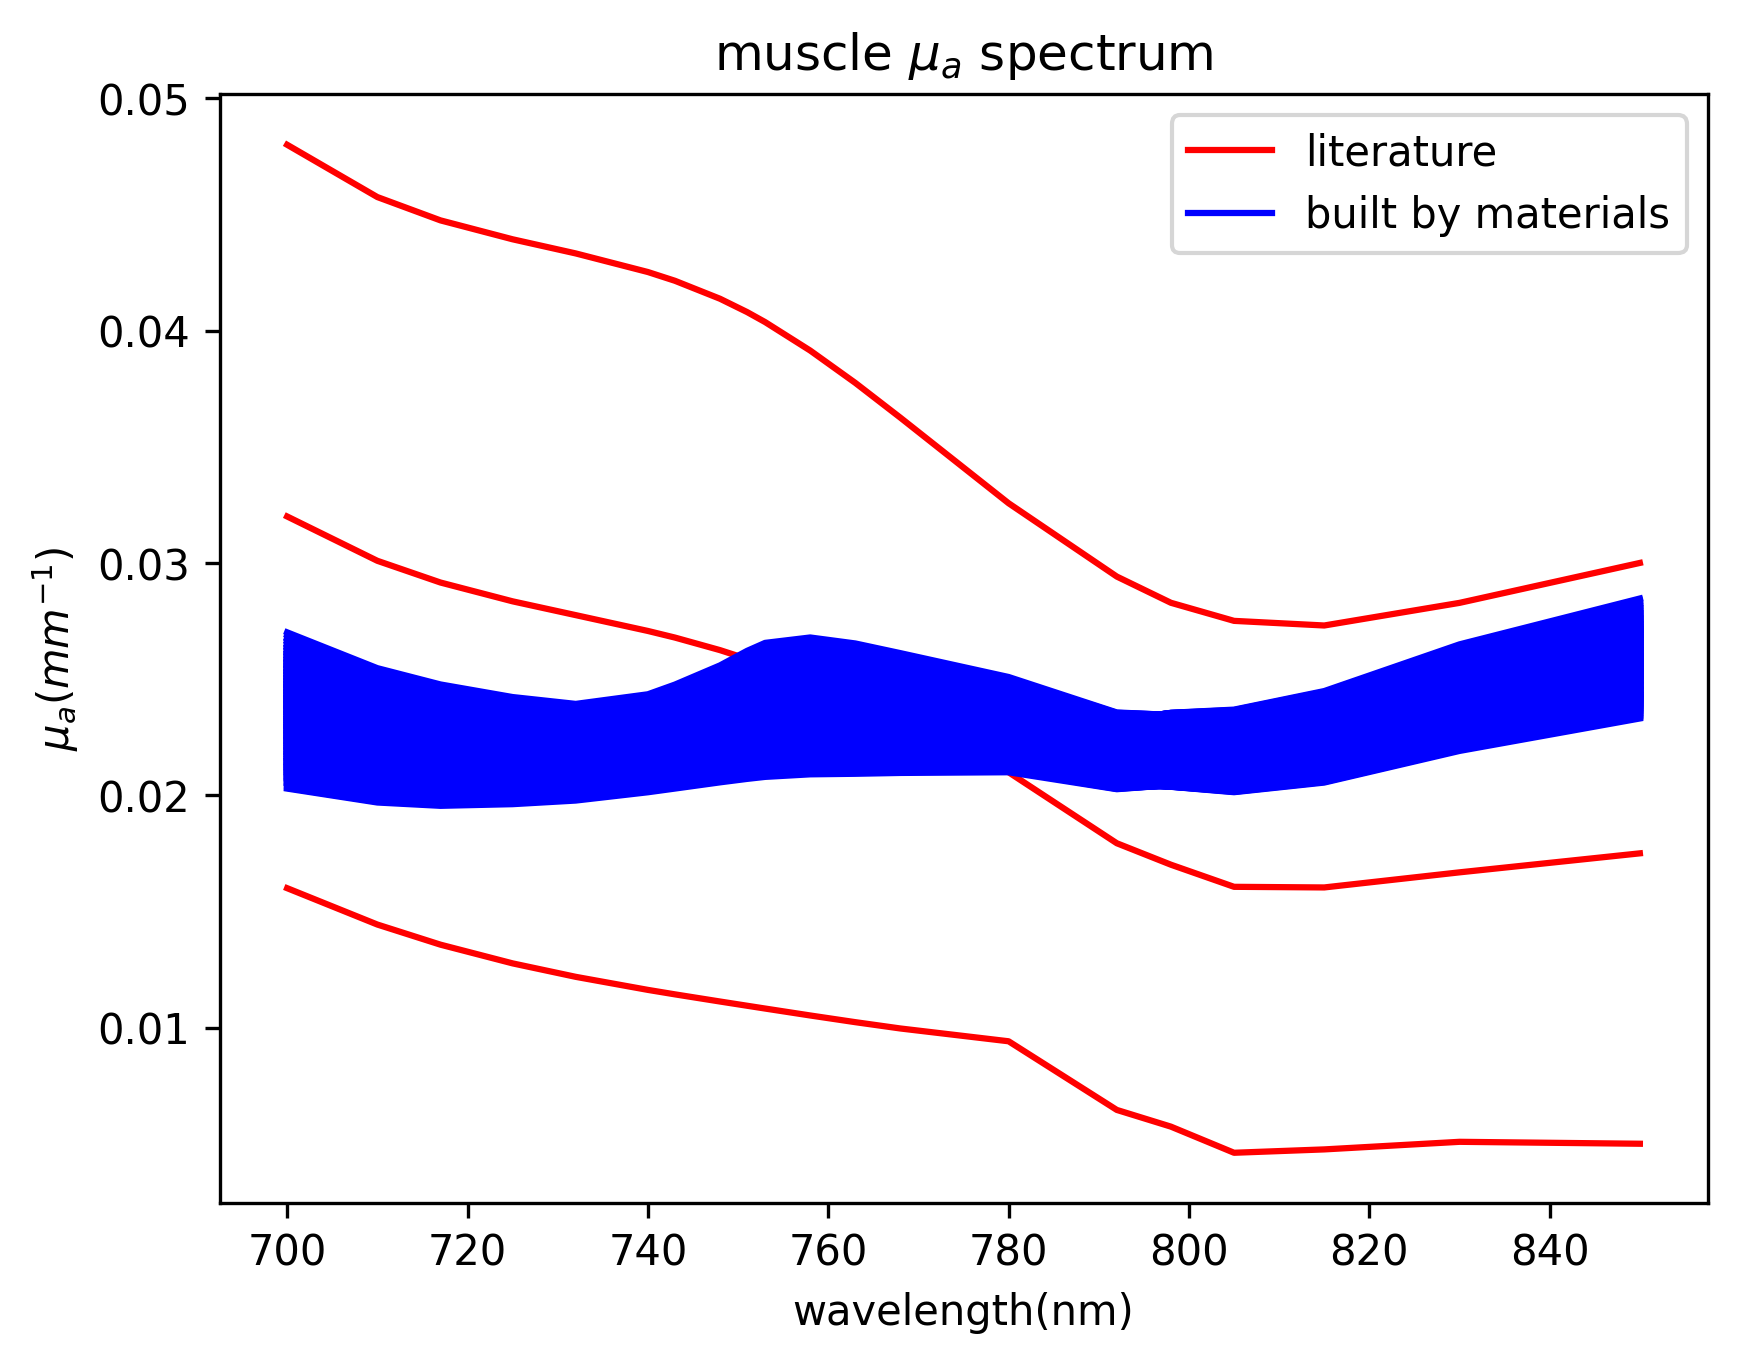 muscle μₐ spectrum
literature
built by materials
0.05
0.04
0.03
0.02
0.01
μₐ(mm⁻¹)
700 720 740 760 780 800 820 840
wavelength(nm)